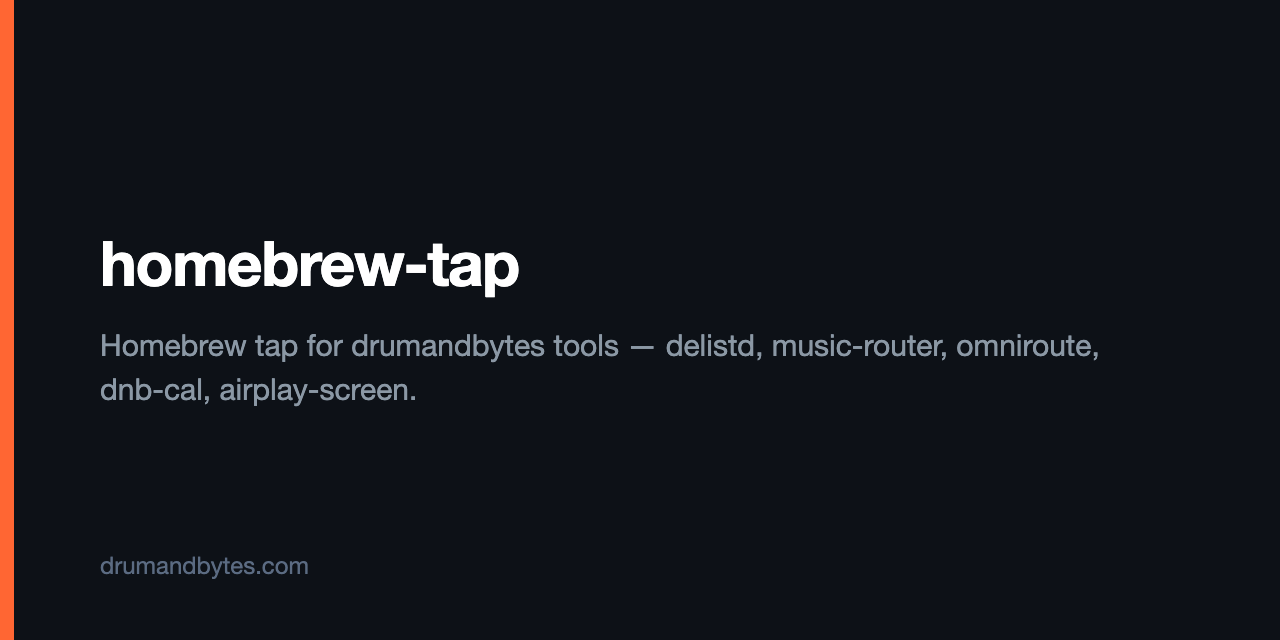 homebrew-tap
Homebrew tap for drumandbytes tools — delistd, music-router, omniroute,
dnb-cal, airplay-screen.
drumandbytes.com